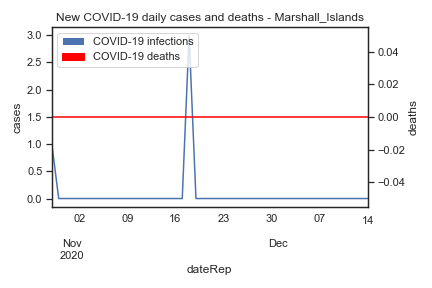 New COVID-19 daily cases and deaths - Marshall_Islands
COVID-19 infections
COVID-19 deaths
cases
3.0
2.5
2.0
1.5
1.0
0.5
0.0
deaths
0.04
0.02
0.00
−0.02
−0.04
02 09 16 23 30 07 14
Nov Dec
2020
dateRep